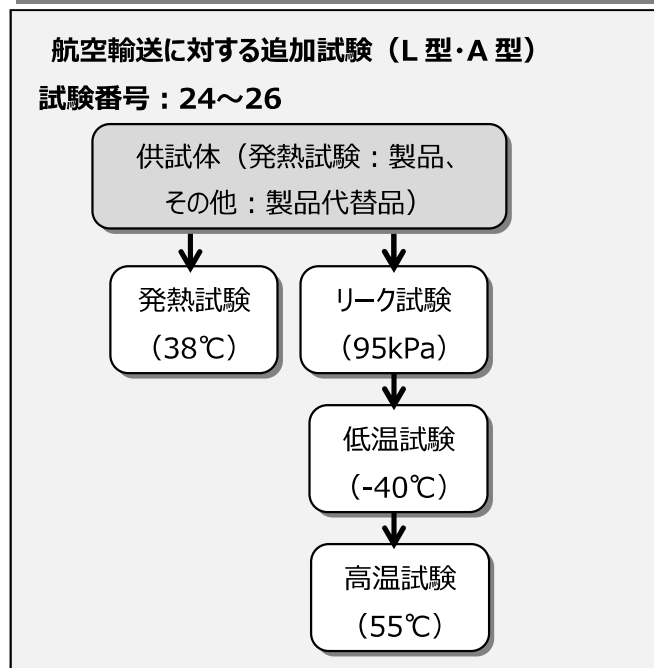 航空輸送に対する追加試験（L 型・A 型）
試験番号：24～26
供試体（発熱試験：製品、
その他：製品代替品）
発熱試験
（38℃）
リーク試験
（95kPa）
低温試験
（-40℃）
高温試験
（55℃）